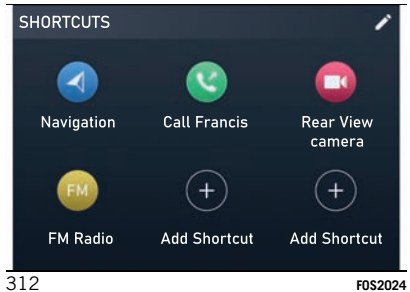 SHORTCUTS
Navigation
Call Francis
Rear View
camera
FM
FM Radio
Add Shortcut
Add Shortcut
312
F0S2024